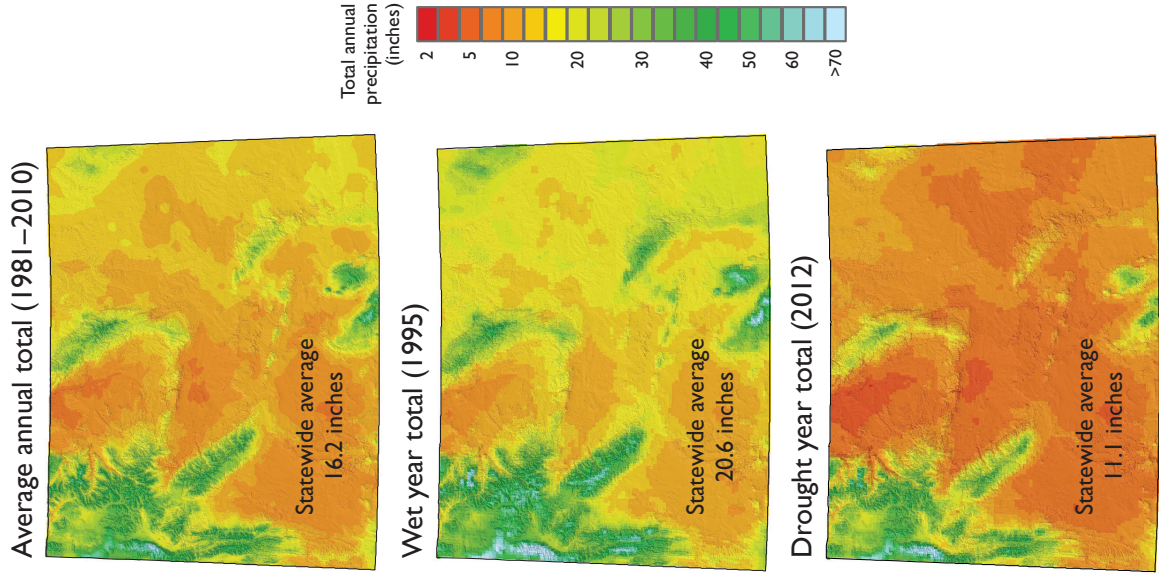 Average annual total (1981–2010)
Statewide average
16.2 inches
Wet year total (1995)
Statewide average
20.6 inches
Drought year total (2012)
Statewide average
11.1 inches
Total annual
precipitation
(inches)
2
5
10
20
30
40
50
60
>70